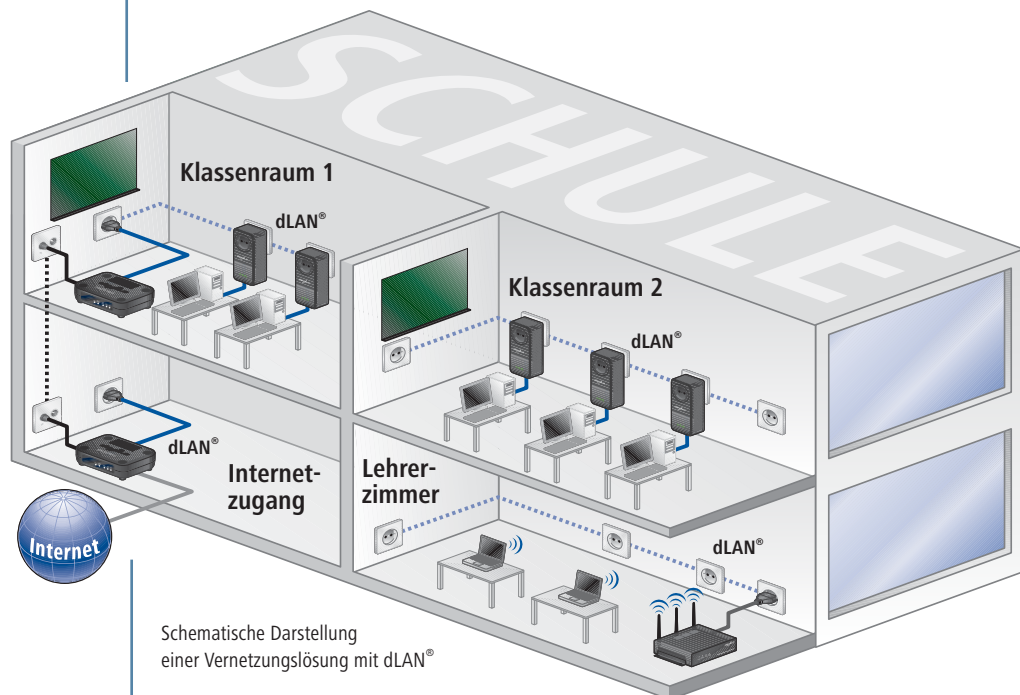 SCHULE
Klassenraum 1
dLAN®
Klassenraum 2
dLAN®
dLAN®
Internet-
zugang
Lehrer-
zimmer
Internet
dLAN®
Schematische Darstellung
einer Vernetzungslösung mit dLAN®